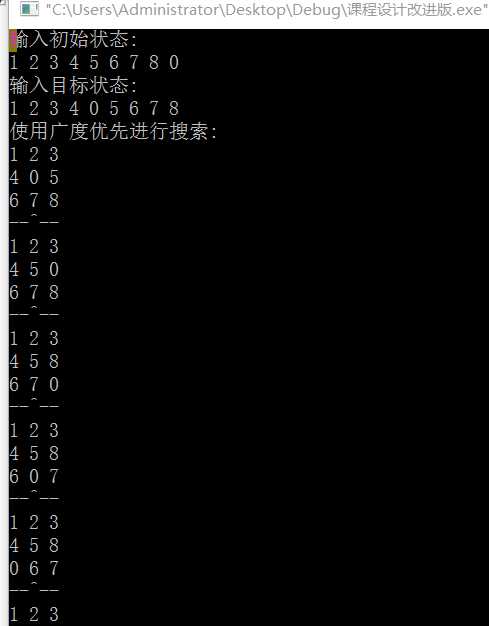 "C:\Users\Administrator\Desktop\Debug\课程设计改进版.exe"
输入初始状态:
1 2 3 4 5 6 7 8 0
输入目标状态:
1 2 3 4 0 5 6 7 8
使用广度优先进行搜索:
1 2 3
4 0 5
6 7 8
--^--
1 2 3
4 5 0
6 7 8
--^--
1 2 3
4 5 8
6 7 0
--^--
1 2 3
4 5 8
6 0 7
--^--
1 2 3
4 5 8
0 6 7
--^--
1 2 3